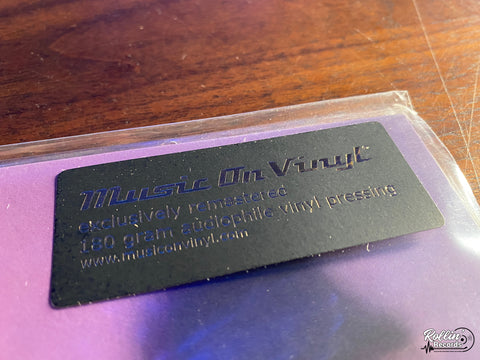 Music On Vinyl
exclusively remastered
180 gram audiophile vinyl pressing
www.musiconvinyl.com
Rollin'
Records